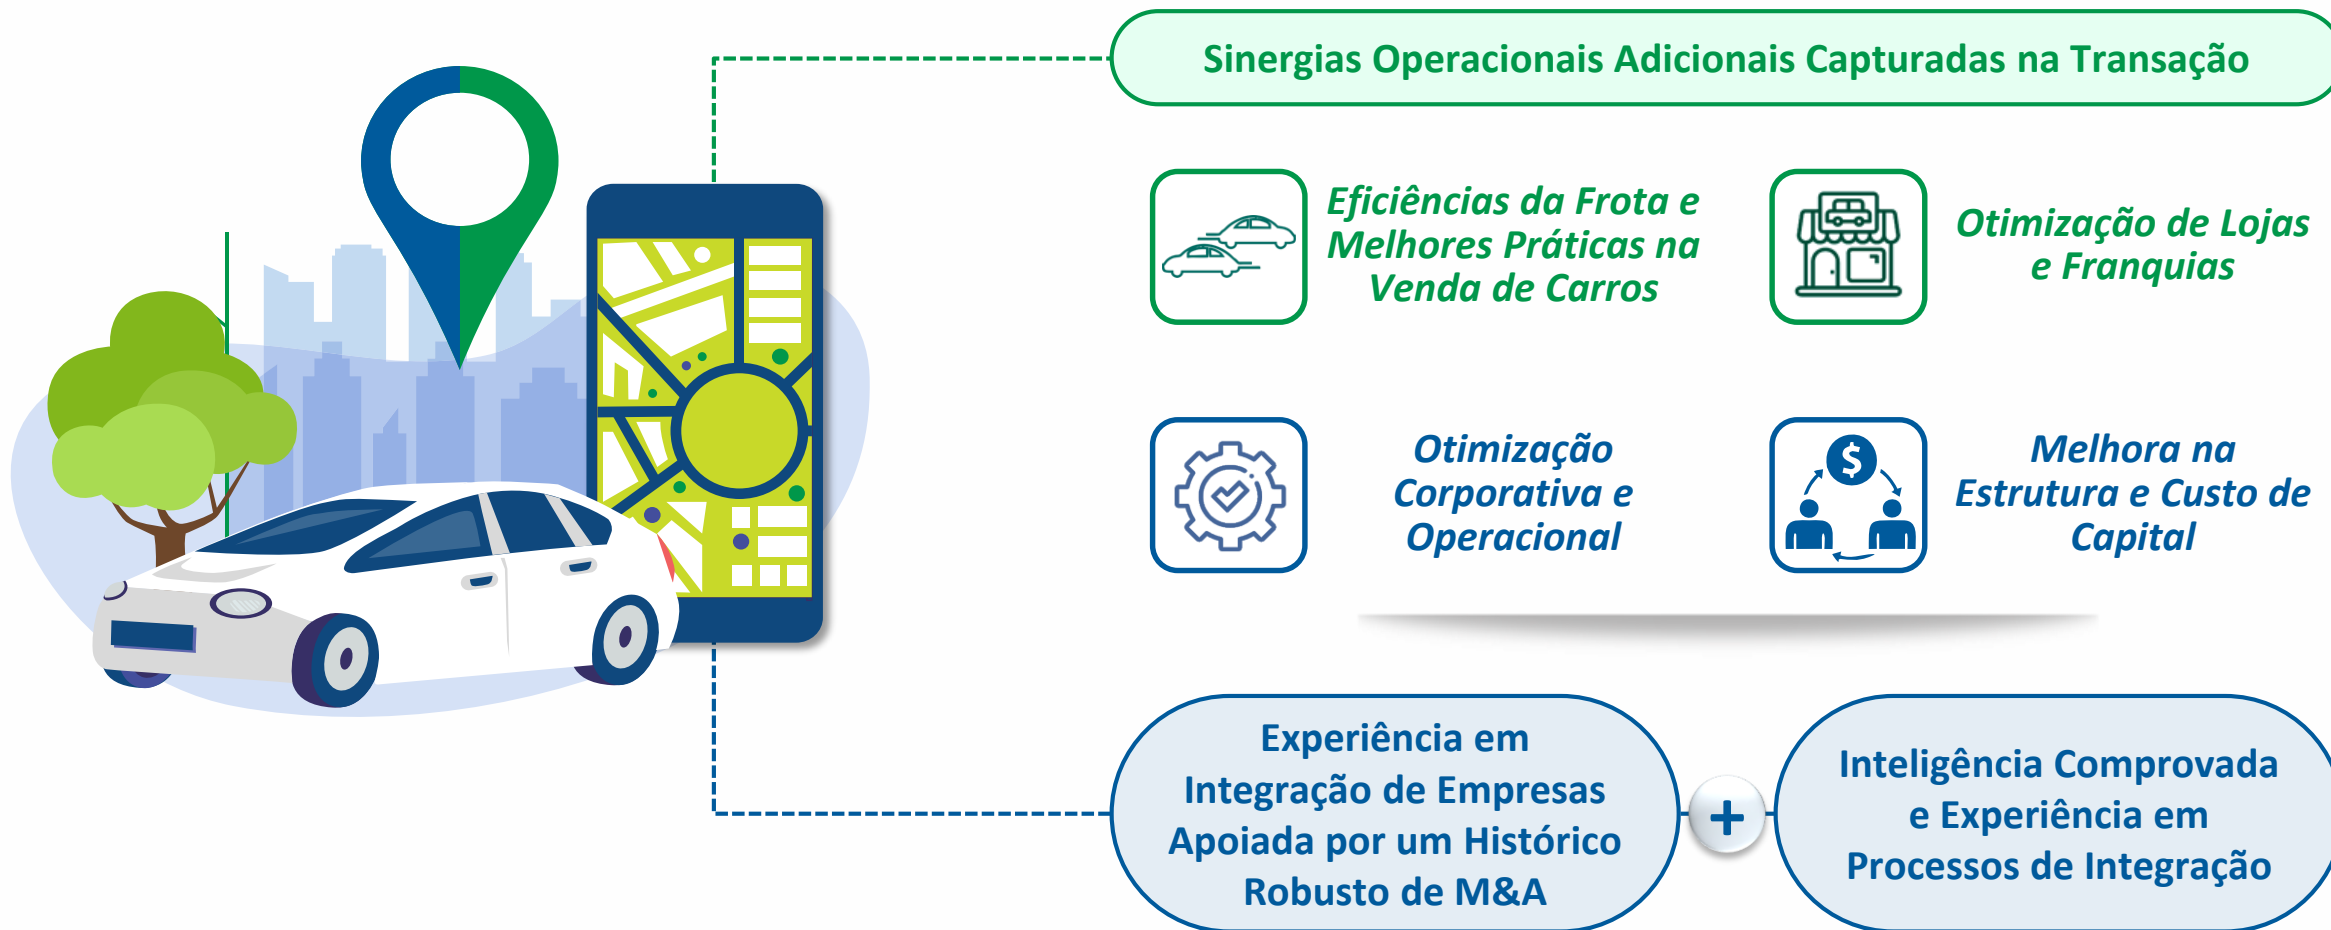 Sinergias Operacionais Adicionais Capturadas na Transação
Eficiências da Frota e
Melhores Práticas na
Venda de Carros
Otimização de Lojas
e Franquias
Otimização
Corporativa e
Operacional
$
Melhora na
Estrutura e Custo de
Capital
Experiência em
Integração de Empresas
Apoiada por um Histórico
Robusto de M&A
+
Inteligência Comprovada
e Experiência em
Processos de Integração